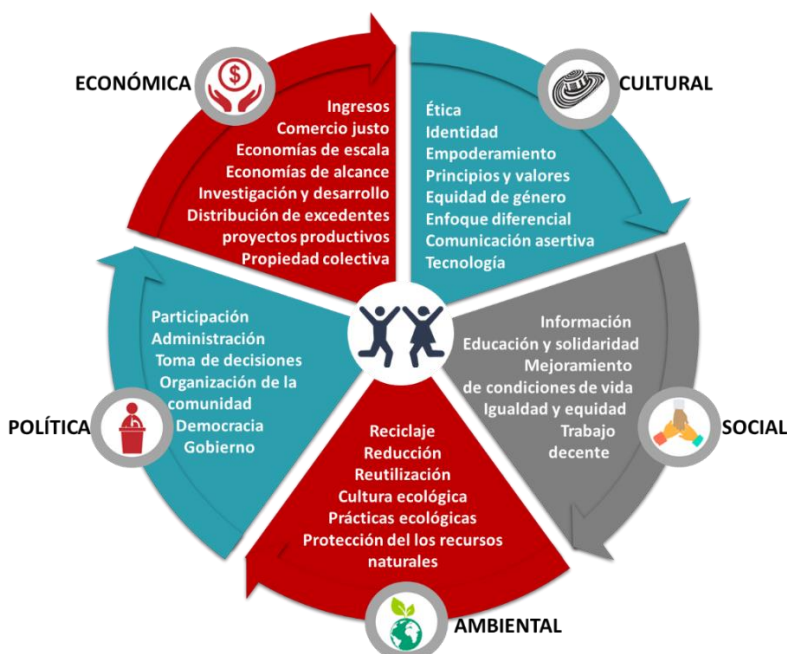 ECONÓMICA
Ingresos
Comercio justo
Economías de escala
Economías de alcance
Investigación y desarrollo
Distribución de excedentes
proyectos productivos
Propiedad colectiva
CULTURAL
Ética
Identidad
Empoderamiento
Principios y valores
Equidad de género
Enfoque diferencial
Comunicación asertiva
Tecnología
SOCIAL
Información
Educación y solidaridad
Mejoramiento
de condiciones de vida
Igualdad y equidad
Trabajo
decente
AMBIENTAL
Reciclaje
Reducción
Reutilización
Cultura ecológica
Prácticas ecológicas
Protección del los recursos
naturales
POLÍTICA
Participación
Administración
Toma de decisiones
Organización de la
comunidad
Democracia
Gobierno
$